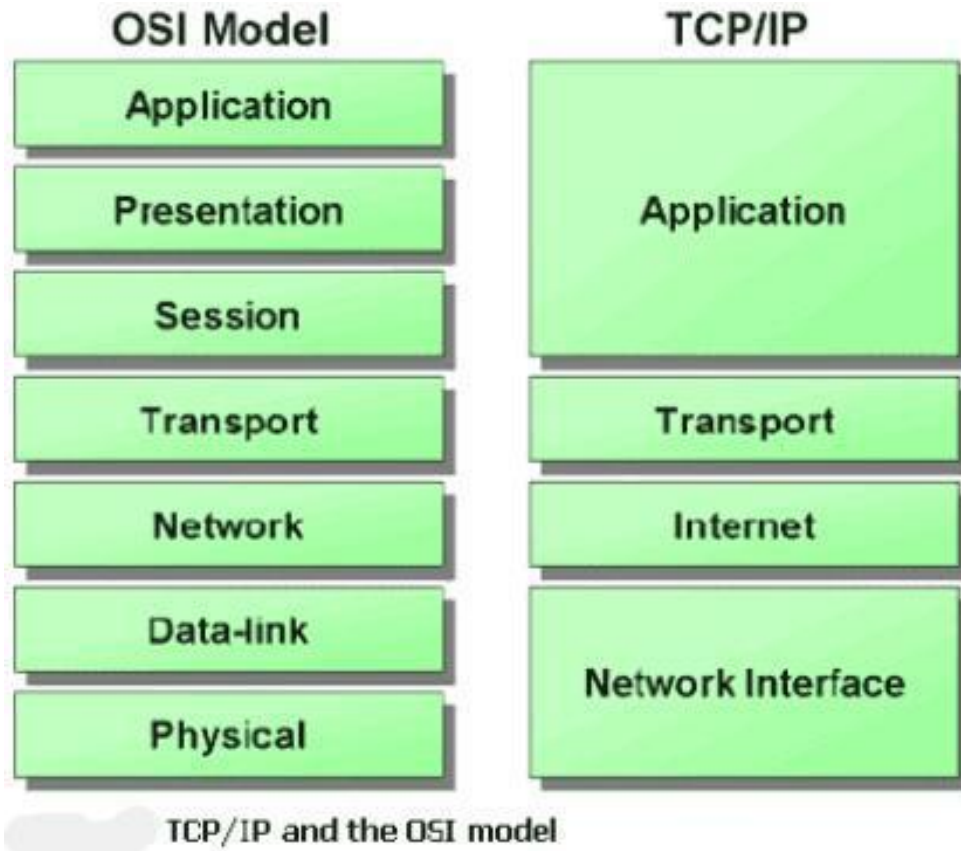 OSI Model
Application
Presentation
Session
Transport
Network
Data-link
Physical
TCP/IP
Application
Transport
Internet
Network Interface
TCP/IP and the OSI model